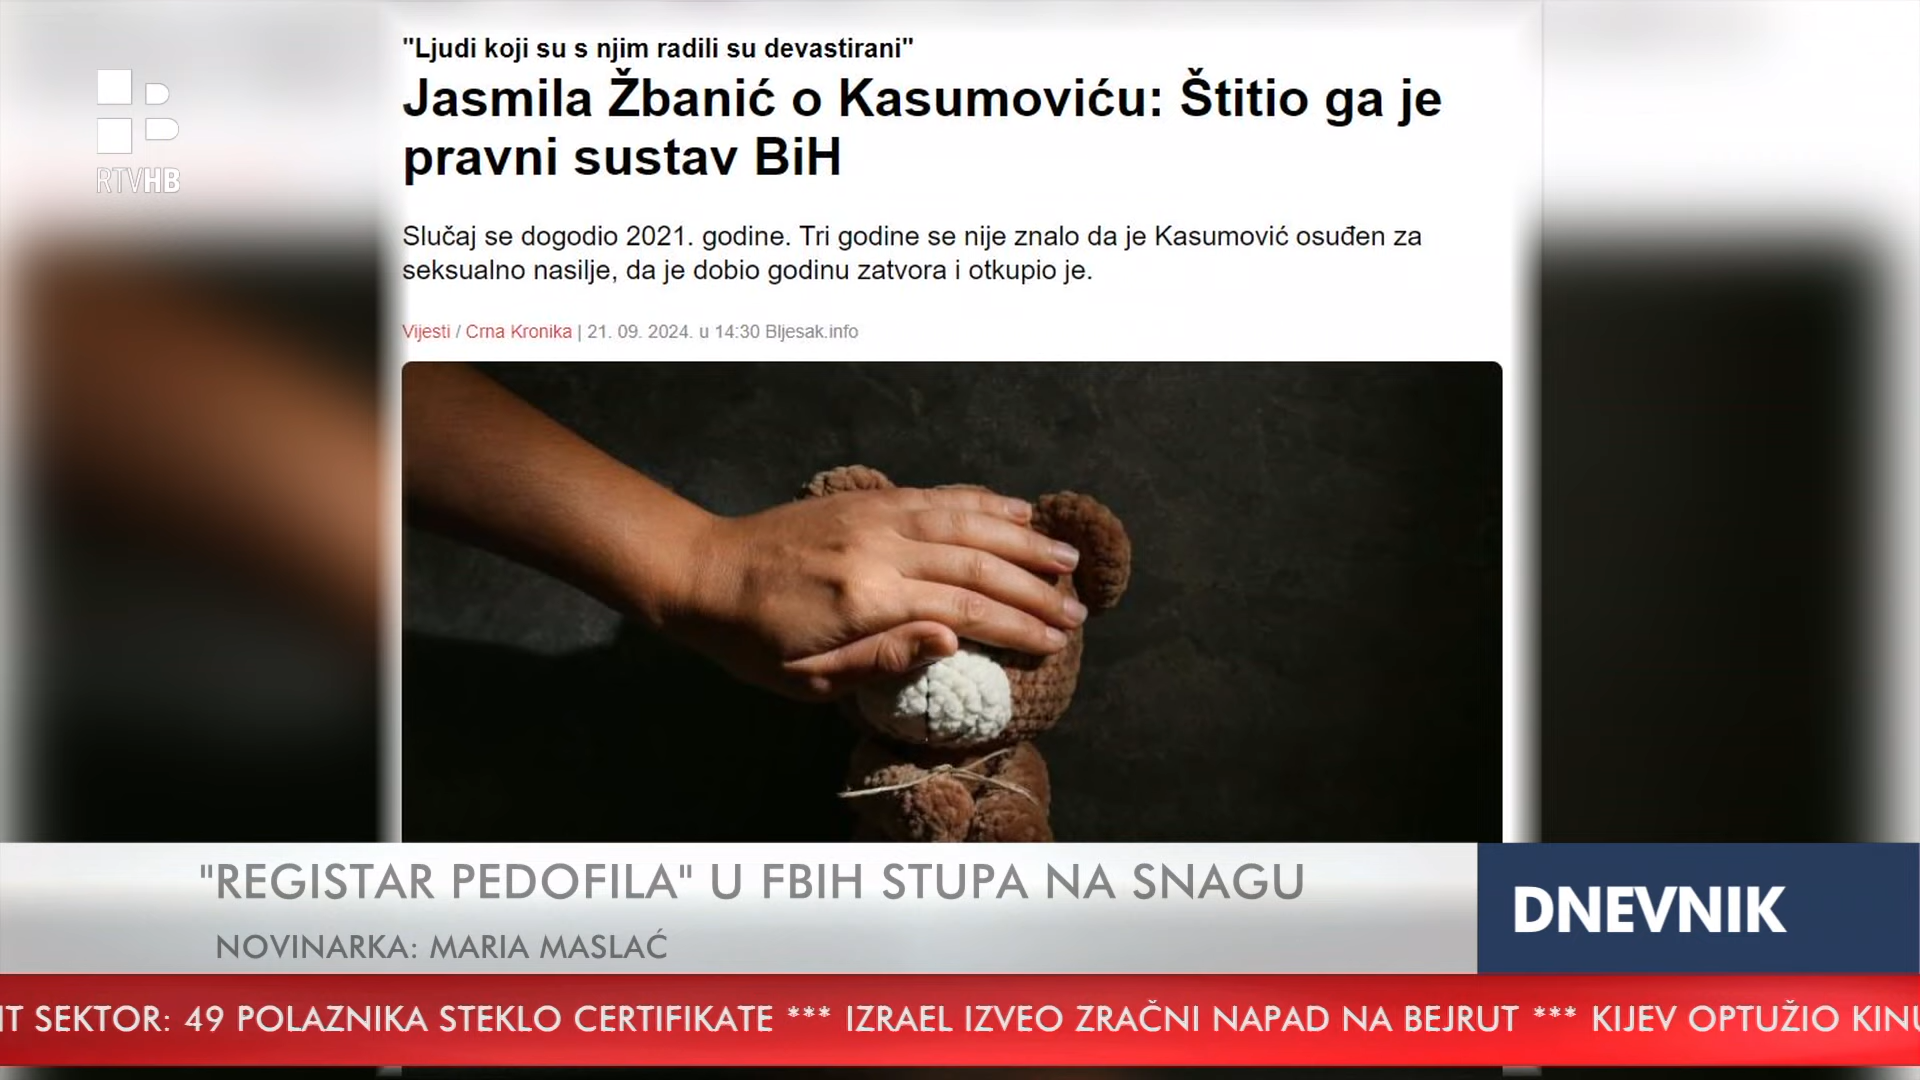 "Ljudi koji su s njim radili su devastirani"
Jasmila Žbanić o Kasumoviću: Štitio ga je
pravni sustav BiH
Slučaj se dogodio 2021. godine. Tri godine se nije znalo da je Kasumović osuđen za
seksualno nasilje, da je dobio godinu zatvora i otkupio je.
Vijesti / Crna Kronika | 21. 09. 2024. u 14:30 Bljesak.info
RTVHB
"REGISTAR PEDOFILA" U FBIH STUPA NA SNAGU
NOVINARKA: MARIA MASLAĆ
DNEVNIK
IT SEKTOR: 49 POLAZNIKA STEKLO CERTIFIKATE *** IZRAEL IZVEO ZRAČNI NAPAD NA BEJRUT *** KIJEV OPTUŽIO KINU